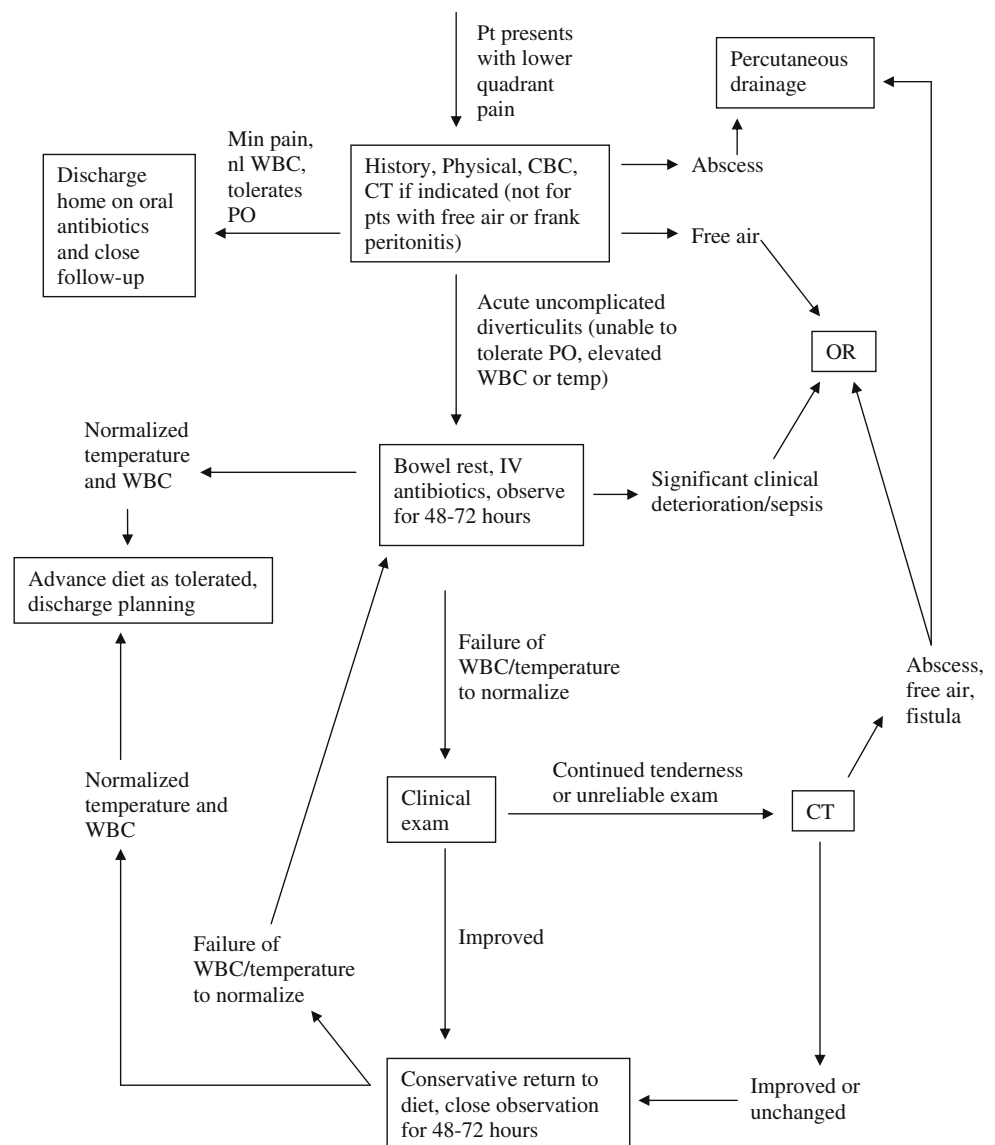 Pt presents
with lower
quadrant
pain
Percutaneous
drainage
Min pain,
nl WBC,
tolerates
PO
History, Physical, CBC,
CT if indicated (not for
pts with free air or frank
peritonitis)
Abscess
Discharge
home on oral
antibiotics
and close
follow-up
Free air
Acute uncomplicated
diverticulits (unable to
tolerate PO, elevated
WBC or temp)
OR
Normalized
temperature
and WBC
Bowel rest, IV
antibiotics, observe
for 48-72 hours
Significant clinical
deterioration/sepsis
Advance diet as tolerated,
discharge planning
Failure of
WBC/temperature
to normalize
Abscess,
free air,
fistula
Normalized
temperature and
WBC
Clinical
exam
Continued tenderness
or unreliable exam
CT
Failure of
WBC/temperature
to normalize
Improved
Conservative return to
diet, close observation
for 48-72 hours
Improved or
unchanged